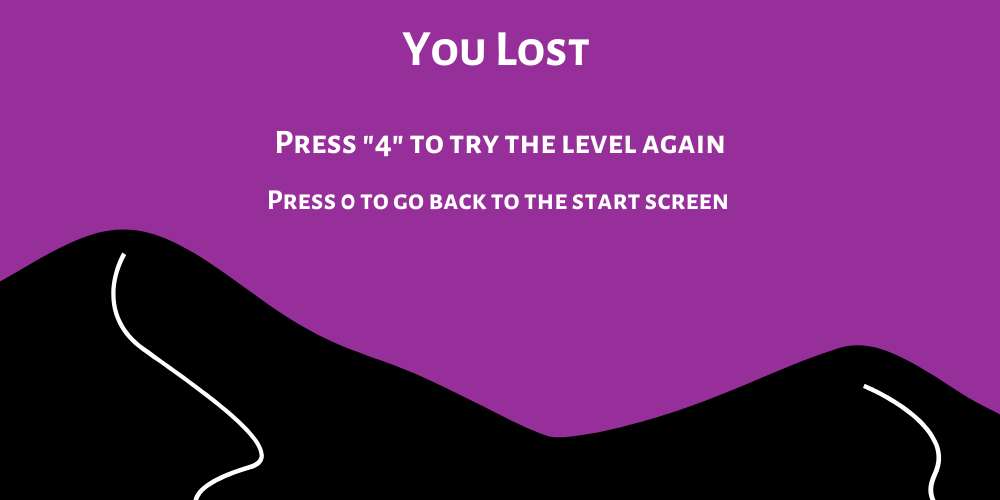 You Lost
Press "4" to try the level again
Press 0 to go back to the start screen